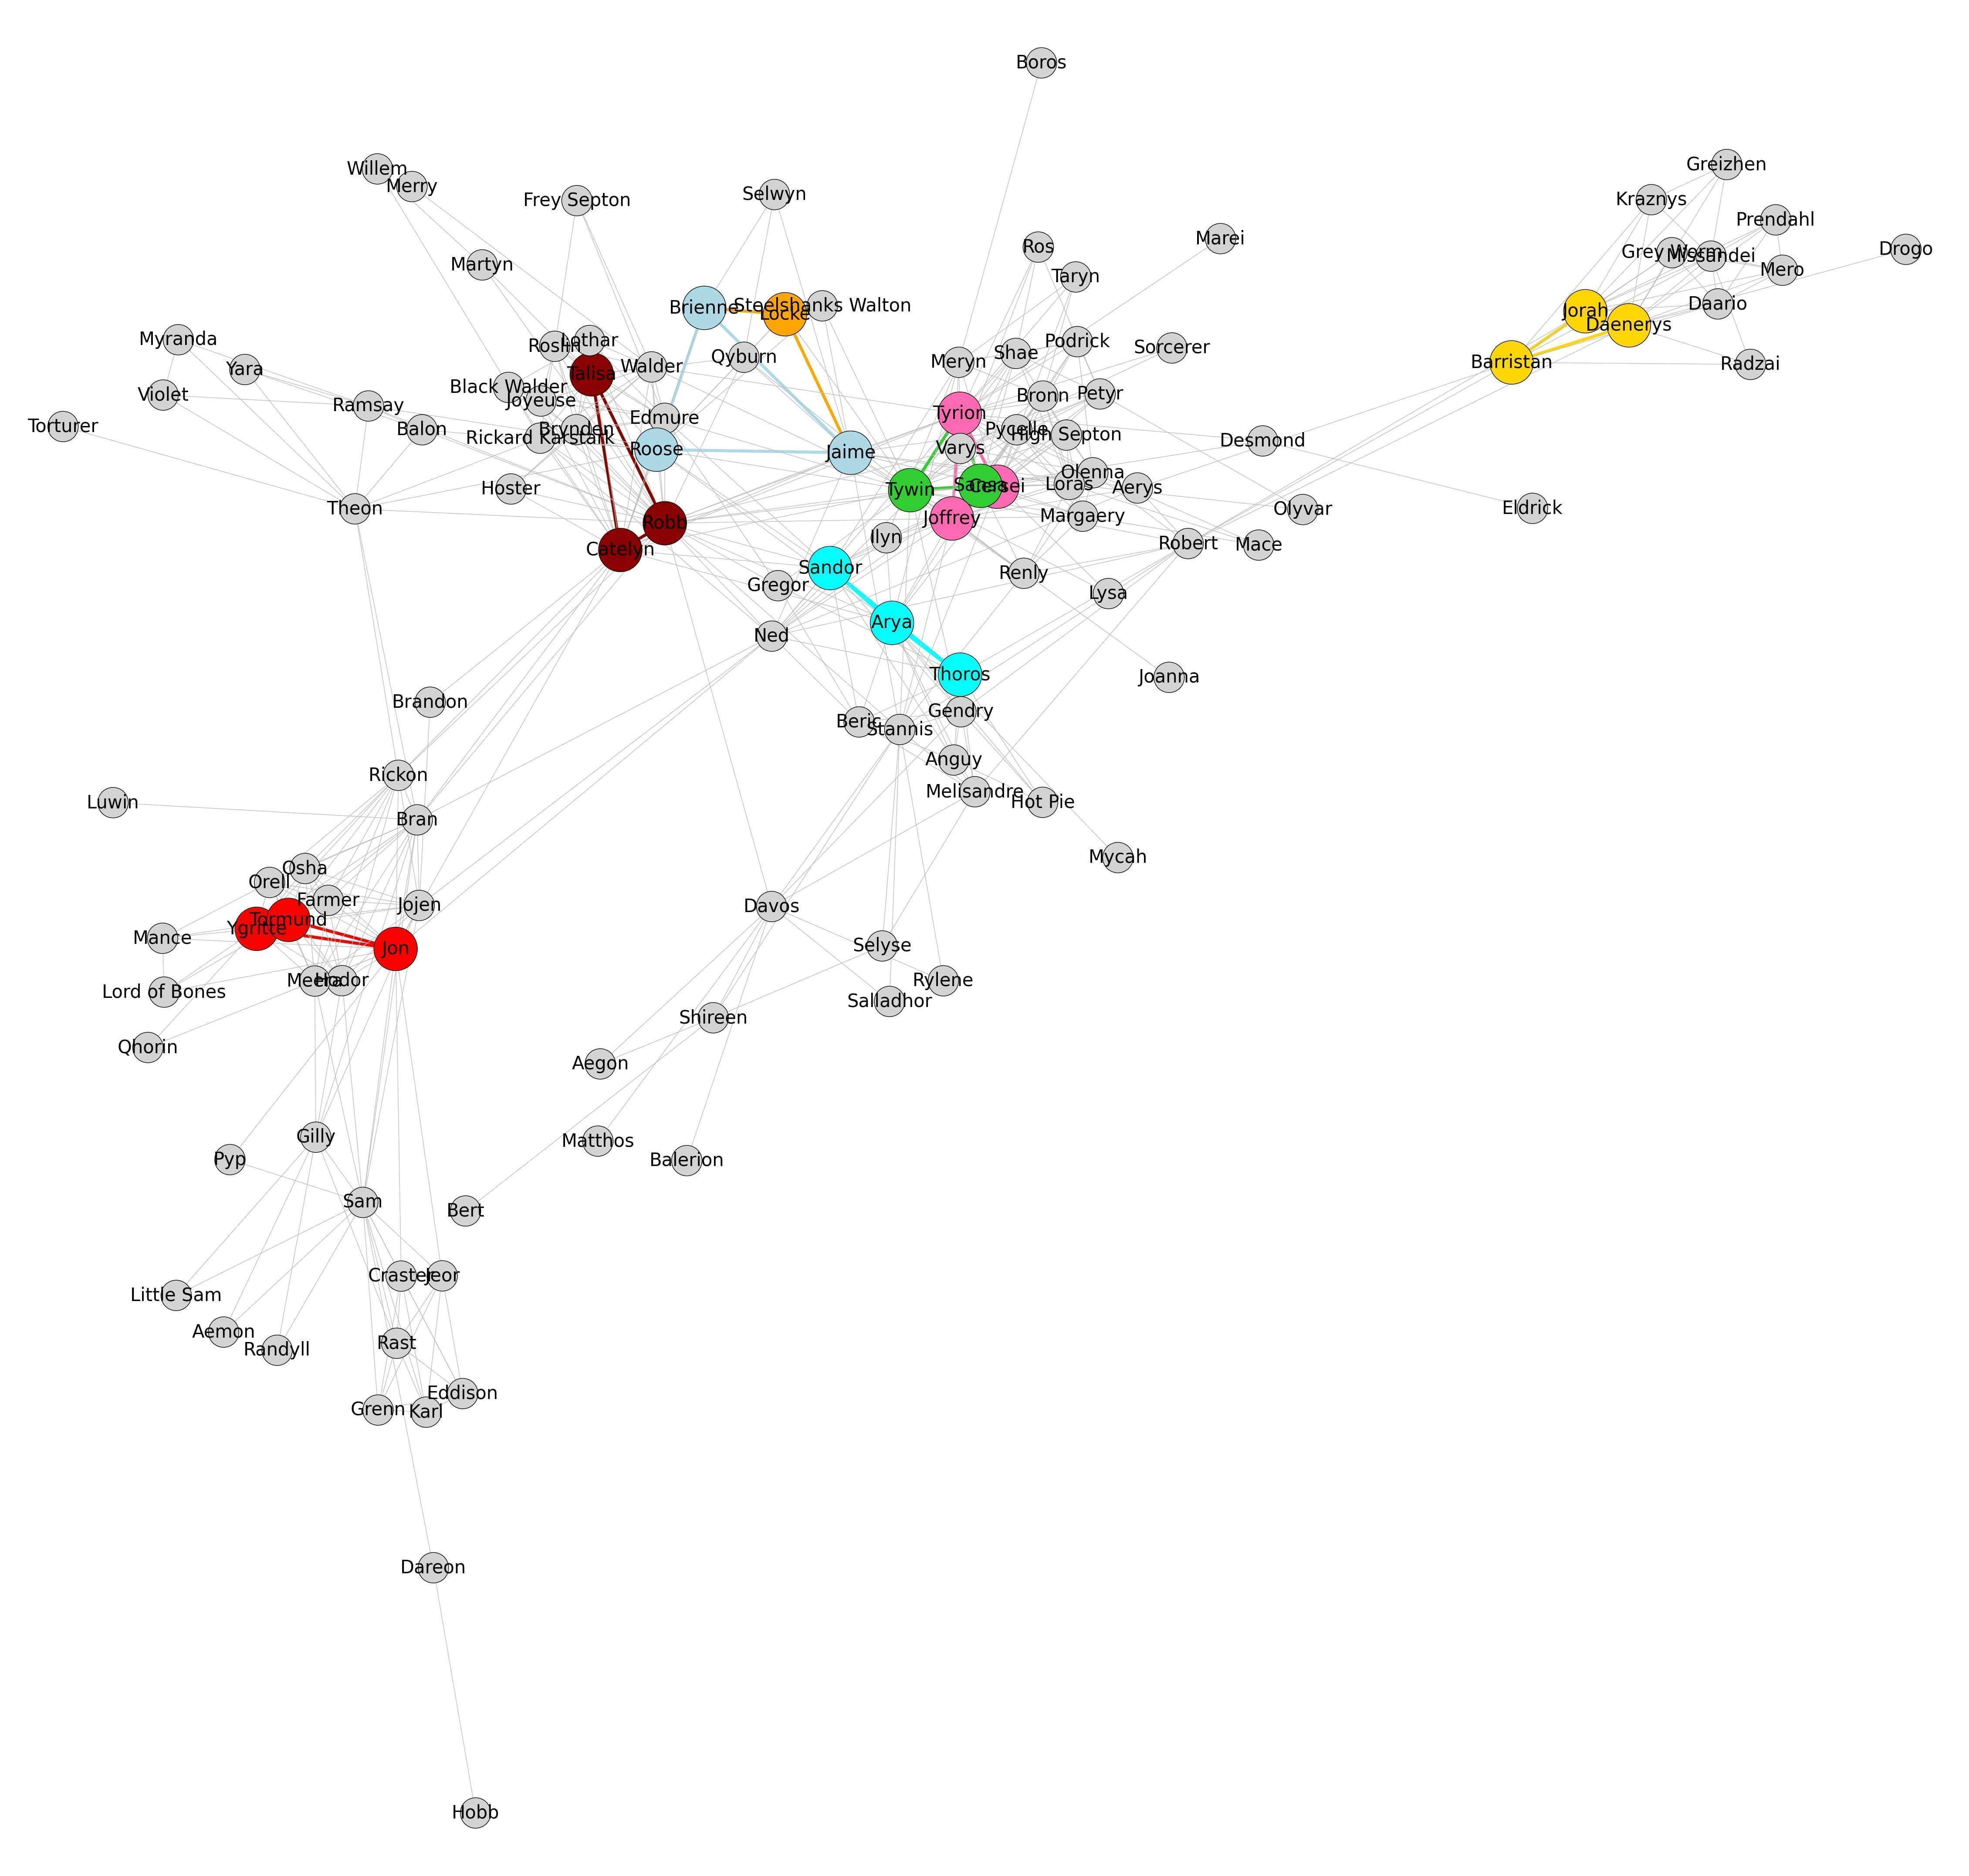 Boros
Willem
Merry
Frey Septon
Selwyn
Greizhen
Kraznys
Prendahl
Ros
Marei
Grey Worm
Missandei
Drogo
Martyn
Taryn
Mero
Brienne
Locke
Steelshanks Walton
Jorah
Daario
Daenerys
Myranda
Lothar
Roslin
Podrick
Sorcerer
Qyburn
Shae
Meryn
Barristan
Radzai
Yara
Walder
Talisa
Black Walder
Joyeuse
Violet
Bronn
Petyr
Ramsay
Tyrion
Edmure
Torturer
Balon
Brynden
Rickard Karstark
Pycelle
High Septon
Desmond
Roose
Jaime
Varys
Olenna
Hoster
Tywin
Sansa
Cersei
Loras
Aerys
Theon
Olyvar
Eldrick
Robb
Joffrey
Margaery
Catelyn
Ilyn
Robert
Mace
Sandor
Renly
Gregor
Lysa
Arya
Ned
Thoros
Joanna
Brandon
Gendry
Beric
Stannis
Anguy
Rickon
Melisandre
Hot Pie
Luwin
Bran
Mycah
Osha
Orell
Farmer
Jojen
Davos
Tormund
Ygritte
Mance
Jon
Selyse
Meera
Hodor
Rylene
Lord of Bones
Salladhor
Shireen
Qhorin
Aegon
Gilly
Matthos
Pyp
Balerion
Sam
Bert
Craster
Jeor
Little Sam
Aemon
Rast
Randyll
Eddison
Grenn
Karl
Dareon
Hobb